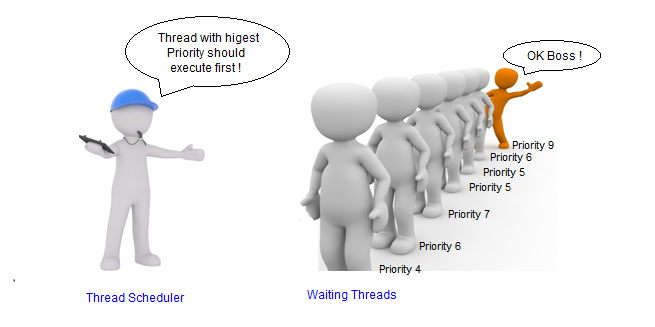 Thread with higest
Priority should
execute first !
OK Boss !
Priority 9
Priority 6
Priority 5
Priority 5
Priority 7
Priority 6
Priority 4
Thread Scheduler
Waiting Threads